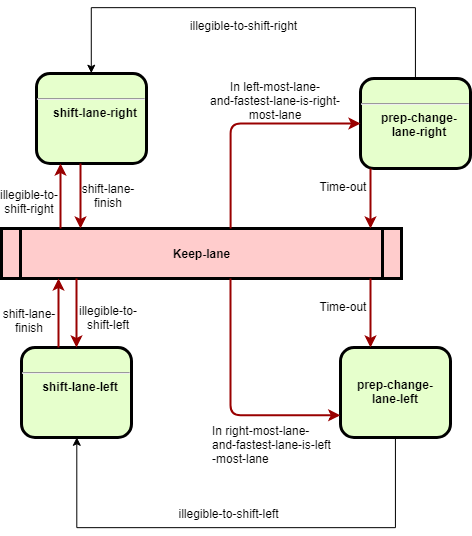 illegible-to-shift-right
shift-lane-right
In left-most-lane-
and-fastest-lane-is-right-
most-lane
prep-change-
lane-right
illegible-to-
shift-right
shift-lane-
finish
Time-out
Keep-lane
shift-lane-
finish
illegible-to-
shift-left
Time-out
shift-lane-left
prep-change-
lane-left
In right-most-lane-
and-fastest-lane-is-left
-most-lane
illegible-to-shift-left